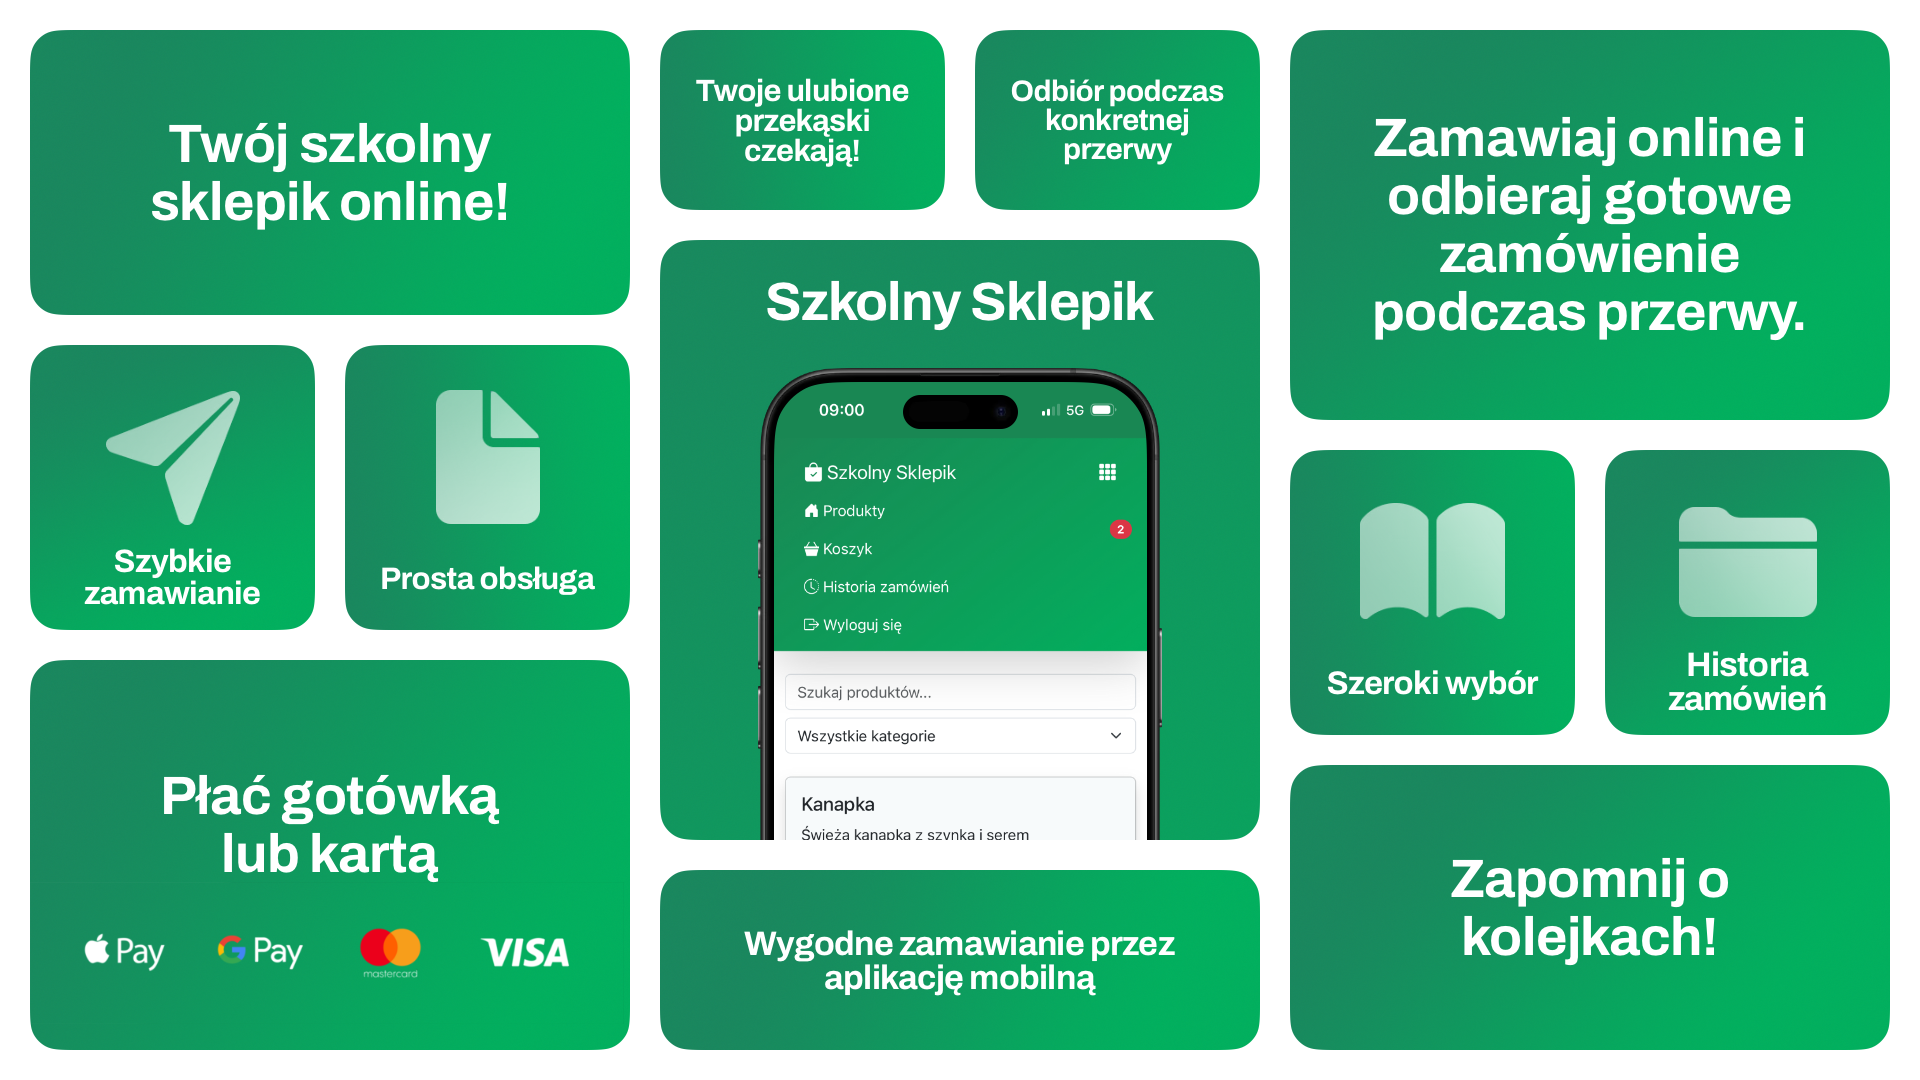 Twój szkolny
sklepik online!
Szybkie
zamawianie
Prosta obsługa
Płać gotówką
lub kartą
Pay
G Pay
mastercard
VISA
Twoje ulubione
przekąski
czekają!
Odbiór podczas
konkretnej
przerwy
Szkolny Sklepik
09:00
5G
Szkolny Sklepik
Produkty
2
Koszyk
Historia zamówień
Wyloguj się
Szukaj produktów...
Wszystkie kategorie
Kanapka
Świeża kanapka z szynką i serem
Wygodne zamawianie przez
aplikację mobilną
Zamawiaj online i
odbieraj gotowe
zamówienie
podczas przerwy.
Szeroki wybór
Historia
zamówień
Zapomnij o
kolejkach!